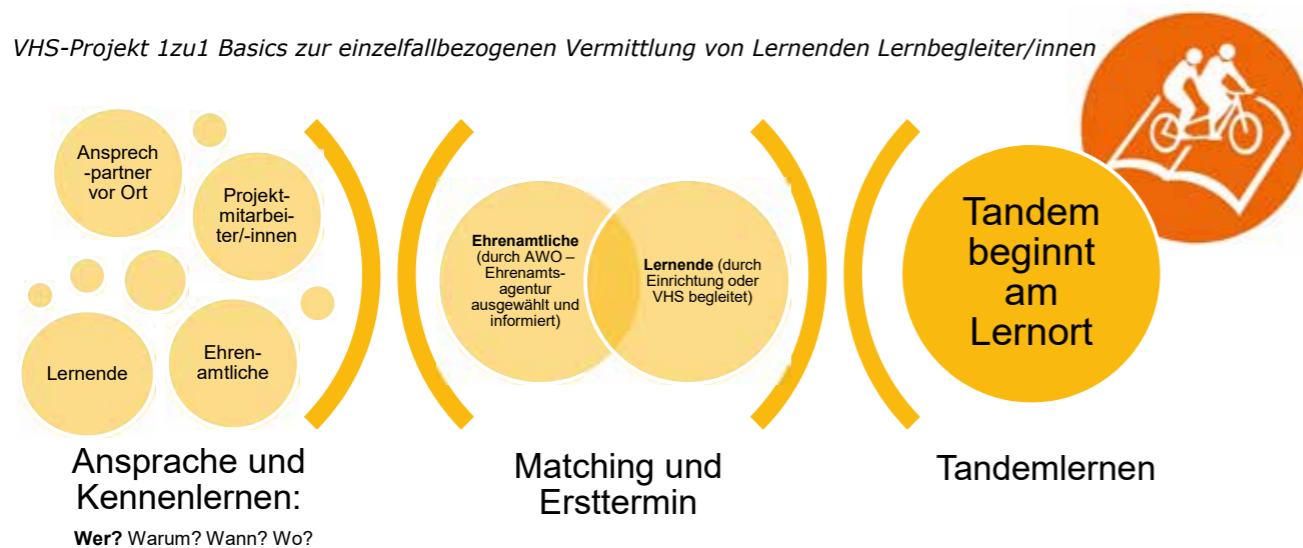 VHS-Projekt 1zu1 Basics zur einzelfallbezogenen Vermittlung von Lernenden Lernbegleiter/innen
Ansprech
-partner
vor Ort
Projekt-
mitarbei-
ter/-innen
Lernende
Ehren-
amtliche
Ansprache und
Kennenlernen:
Wer? Warum? Wann? Wo?
Ehrenamtliche
(durch AWO –
Ehrenamts-
agentur
ausgewählt und
informiert)
Lernende (durch
Einrichtung oder
VHS begleitet)
Matching und
Ersttermin
Tandem
beginnt
am
Lernort
Tandemlernen